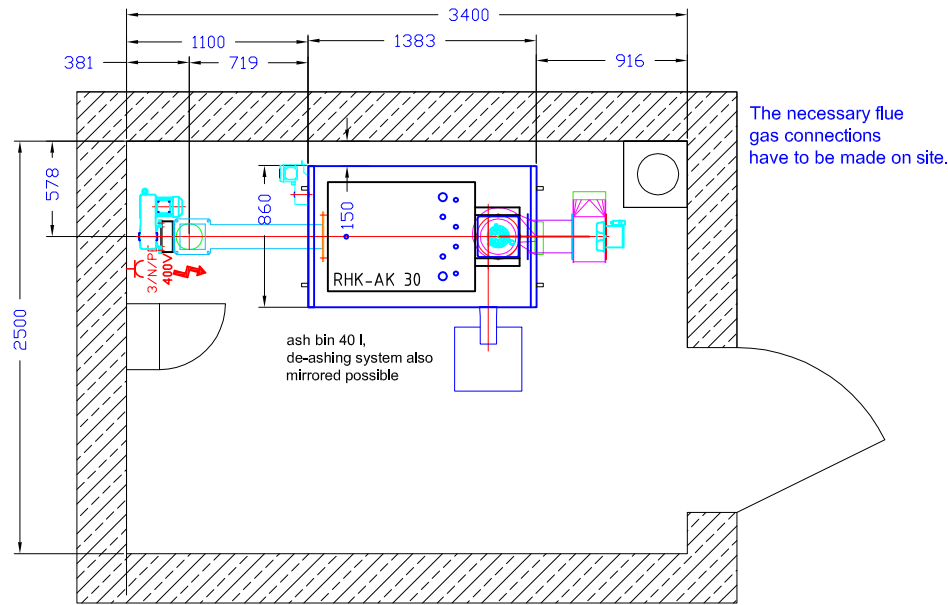 3400
1100
1383
381
719
916
The necessary flue
gas connections
have to be made on site.
578
860
150
3/N/PE
400V
RHK-AK 30
2500
ash bin 40 l,
de-ashing system also
mirrored possible